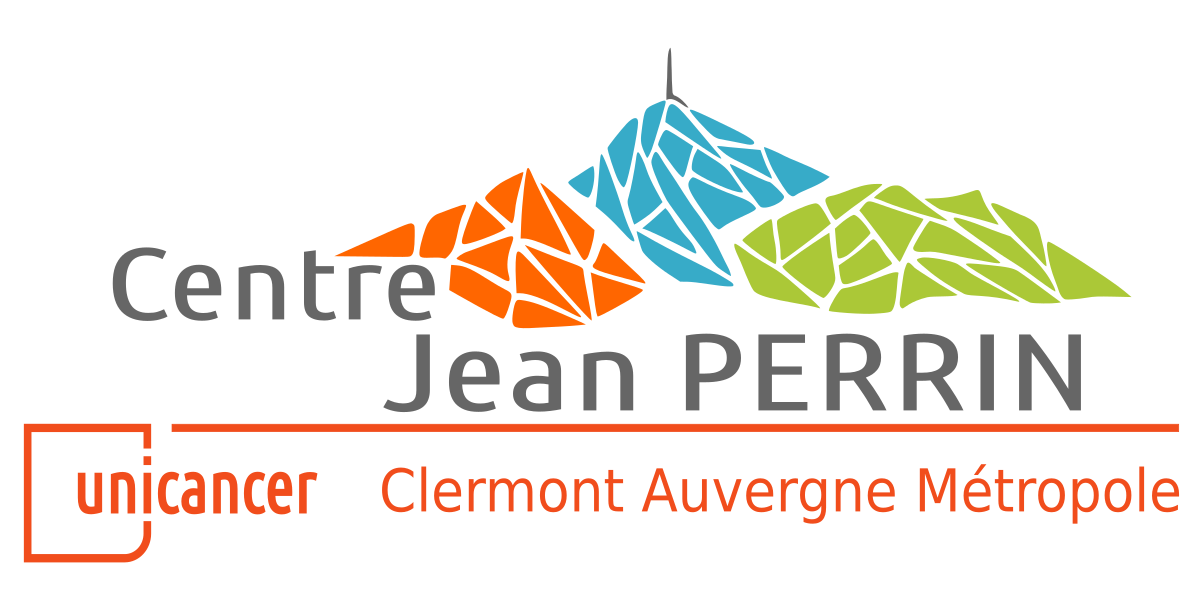 Centre
Jean PERRIN
unicancer
Clermont Auvergne Métropole